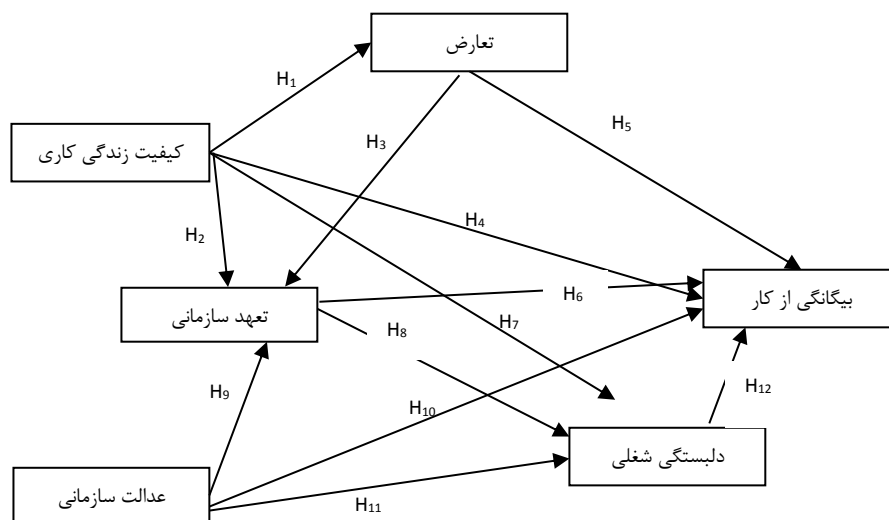 تعارض
H₁
H₅
H₃
کیفیت زندگی کاری
H₄
H₂
بیگانگی از کار
H₆
تعهد سازمانی
H₇
H₈
H₁₂
H₉
H₁₀
دلبستگی شغلی
عدالت سازمانی
H₁₁